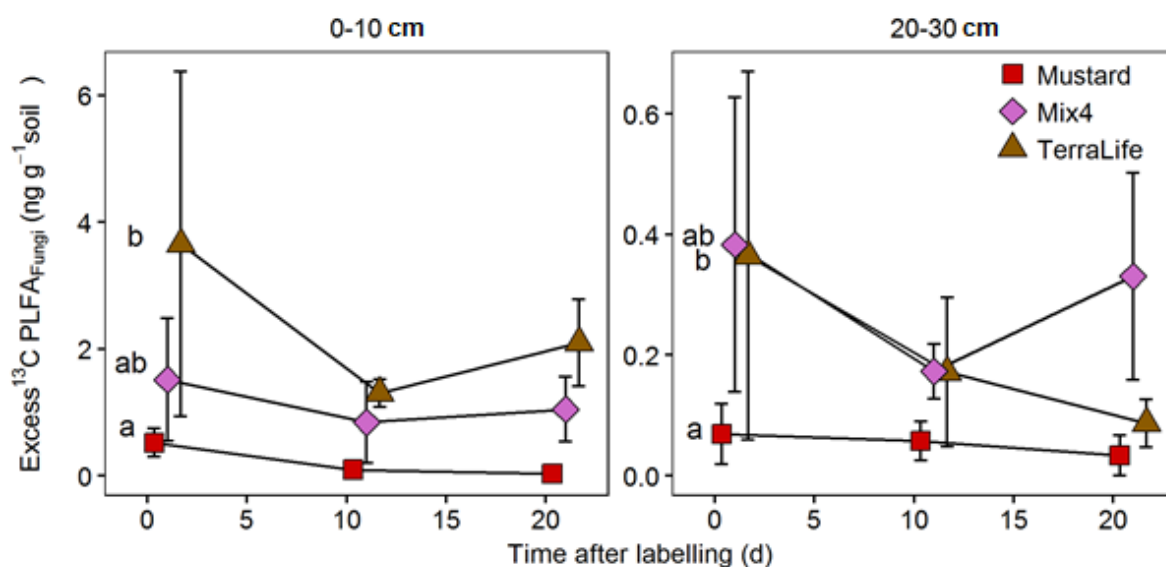 0-10 cm
20-30 cm
Excess ¹³C PLFA_Fungi (ng g⁻¹soil )
6
4
2
0
b
ab
a
0 5 10 15 20
0.6
0.4
0.2
0.0
ab
b
a
0 5 10 15 20
Mustard
Mix4
TerraLife
Time after labelling (d)